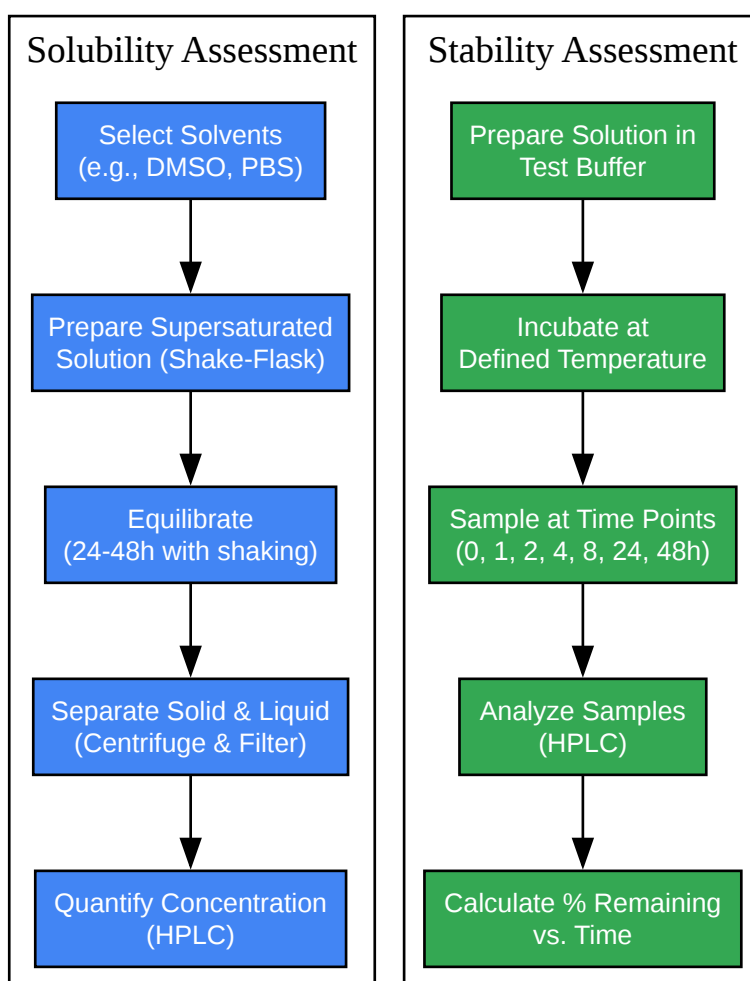 Solubility Assessment
Select Solvents
(e.g., DMSO, PBS)
Prepare Supersaturated
Solution (Shake-Flask)
Equilibrate
(24-48h with shaking)
Separate Solid & Liquid
(Centrifuge & Filter)
Quantify Concentration
(HPLC)
Stability Assessment
Prepare Solution in
Test Buffer
Incubate at
Defined Temperature
Sample at Time Points
(0, 1, 2, 4, 8, 24, 48h)
Analyze Samples
(HPLC)
Calculate % Remaining
vs. Time